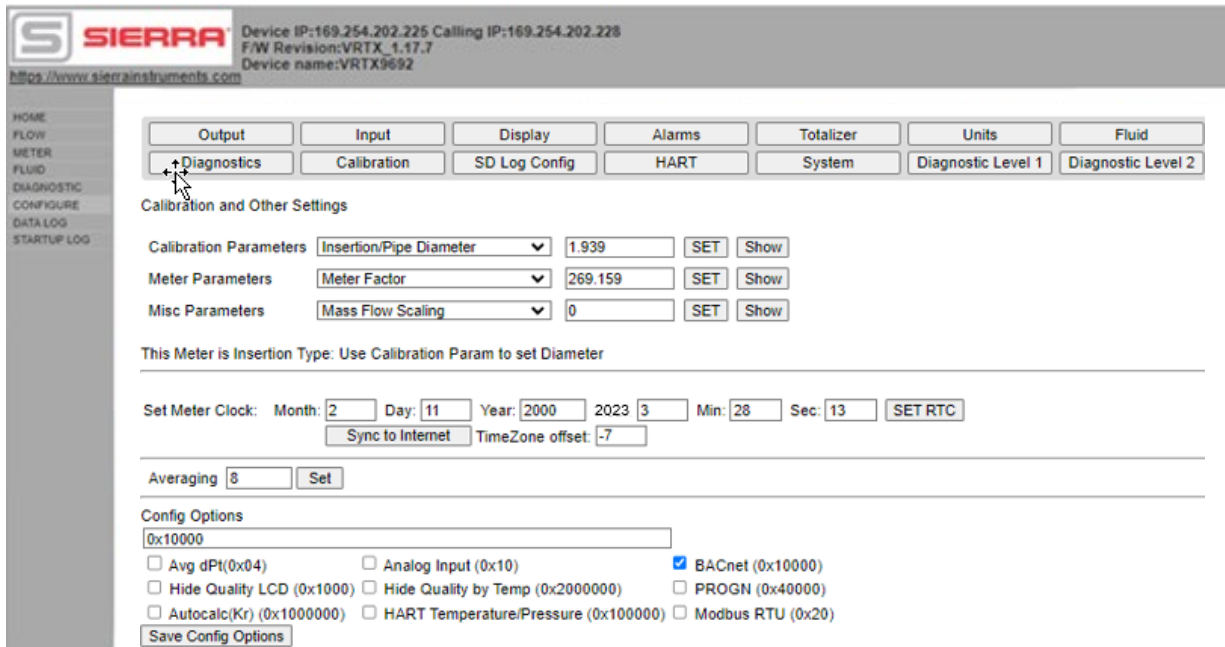 SIERRA
Device IP:169.254.202.225 Calling IP:169.254.202.228
F/W Revision:VRTX_1.17.7
Device name:VRTX9692
https://www.sierrainstruments.com
HOME
FLOW
METER
FLUID
DIAGNOSTIC
CONFIGURE
DATA LOG
STARTUP LOG
Output Input Display Alarms Totalizer Units Fluid
Diagnostics Calibration SD Log Config HART System Diagnostic Level 1 Diagnostic Level 2
Calibration and Other Settings
Calibration Parameters Insertion/Pipe Diameter 1.939 SET Show
Meter Parameters Meter Factor 269.159 SET Show
Misc Parameters Mass Flow Scaling 0 SET Show
This Meter is Insertion Type: Use Calibration Param to set Diameter
Set Meter Clock: Month: 2 Day: 11 Year: 2000 2023 3 Min: 28 Sec: 13 SET RTC
Sync to Internet TimeZone offset: -7
Averaging 8 Set
Config Options
0x10000
Avg dPt(0x04) Analog Input (0x10) BACnet (0x10000)
Hide Quality LCD (0x1000) Hide Quality by Temp (0x2000000) PROGN (0x40000)
Autocalc(Kr) (0x1000000) HART Temperature/Pressure (0x100000) Modbus RTU (0x20)
Save Config Options